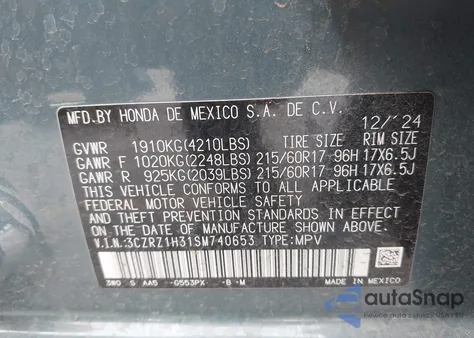 MFD. BY HONDA DE MEXICO S.A. DE C.V. 12/24
GVWR 1910KG(4210LBS) TIRE SIZE RIM SIZE
GAWR F 1020KG(2248LBS) 215/60R17 96H 17X6.5J
GAWR R 925KG(2039LBS) 215/60R17 96H 17X6.5J
THIS VEHICLE CONFORMS TO ALL APPLICABLE
FEDERAL MOTOR VEHICLE SAFETY
AND THEFT PREVENTION STANDARDS IN EFFECT ON
THE DATE OF MANUFACTURE SHOWN ABOVE.
V.I.N.:3CZRZ1H31SM740653 TYPE:MPV
3W0 S AA5 -G553PX- -B -M MADE IN MEXICO
autoSnap